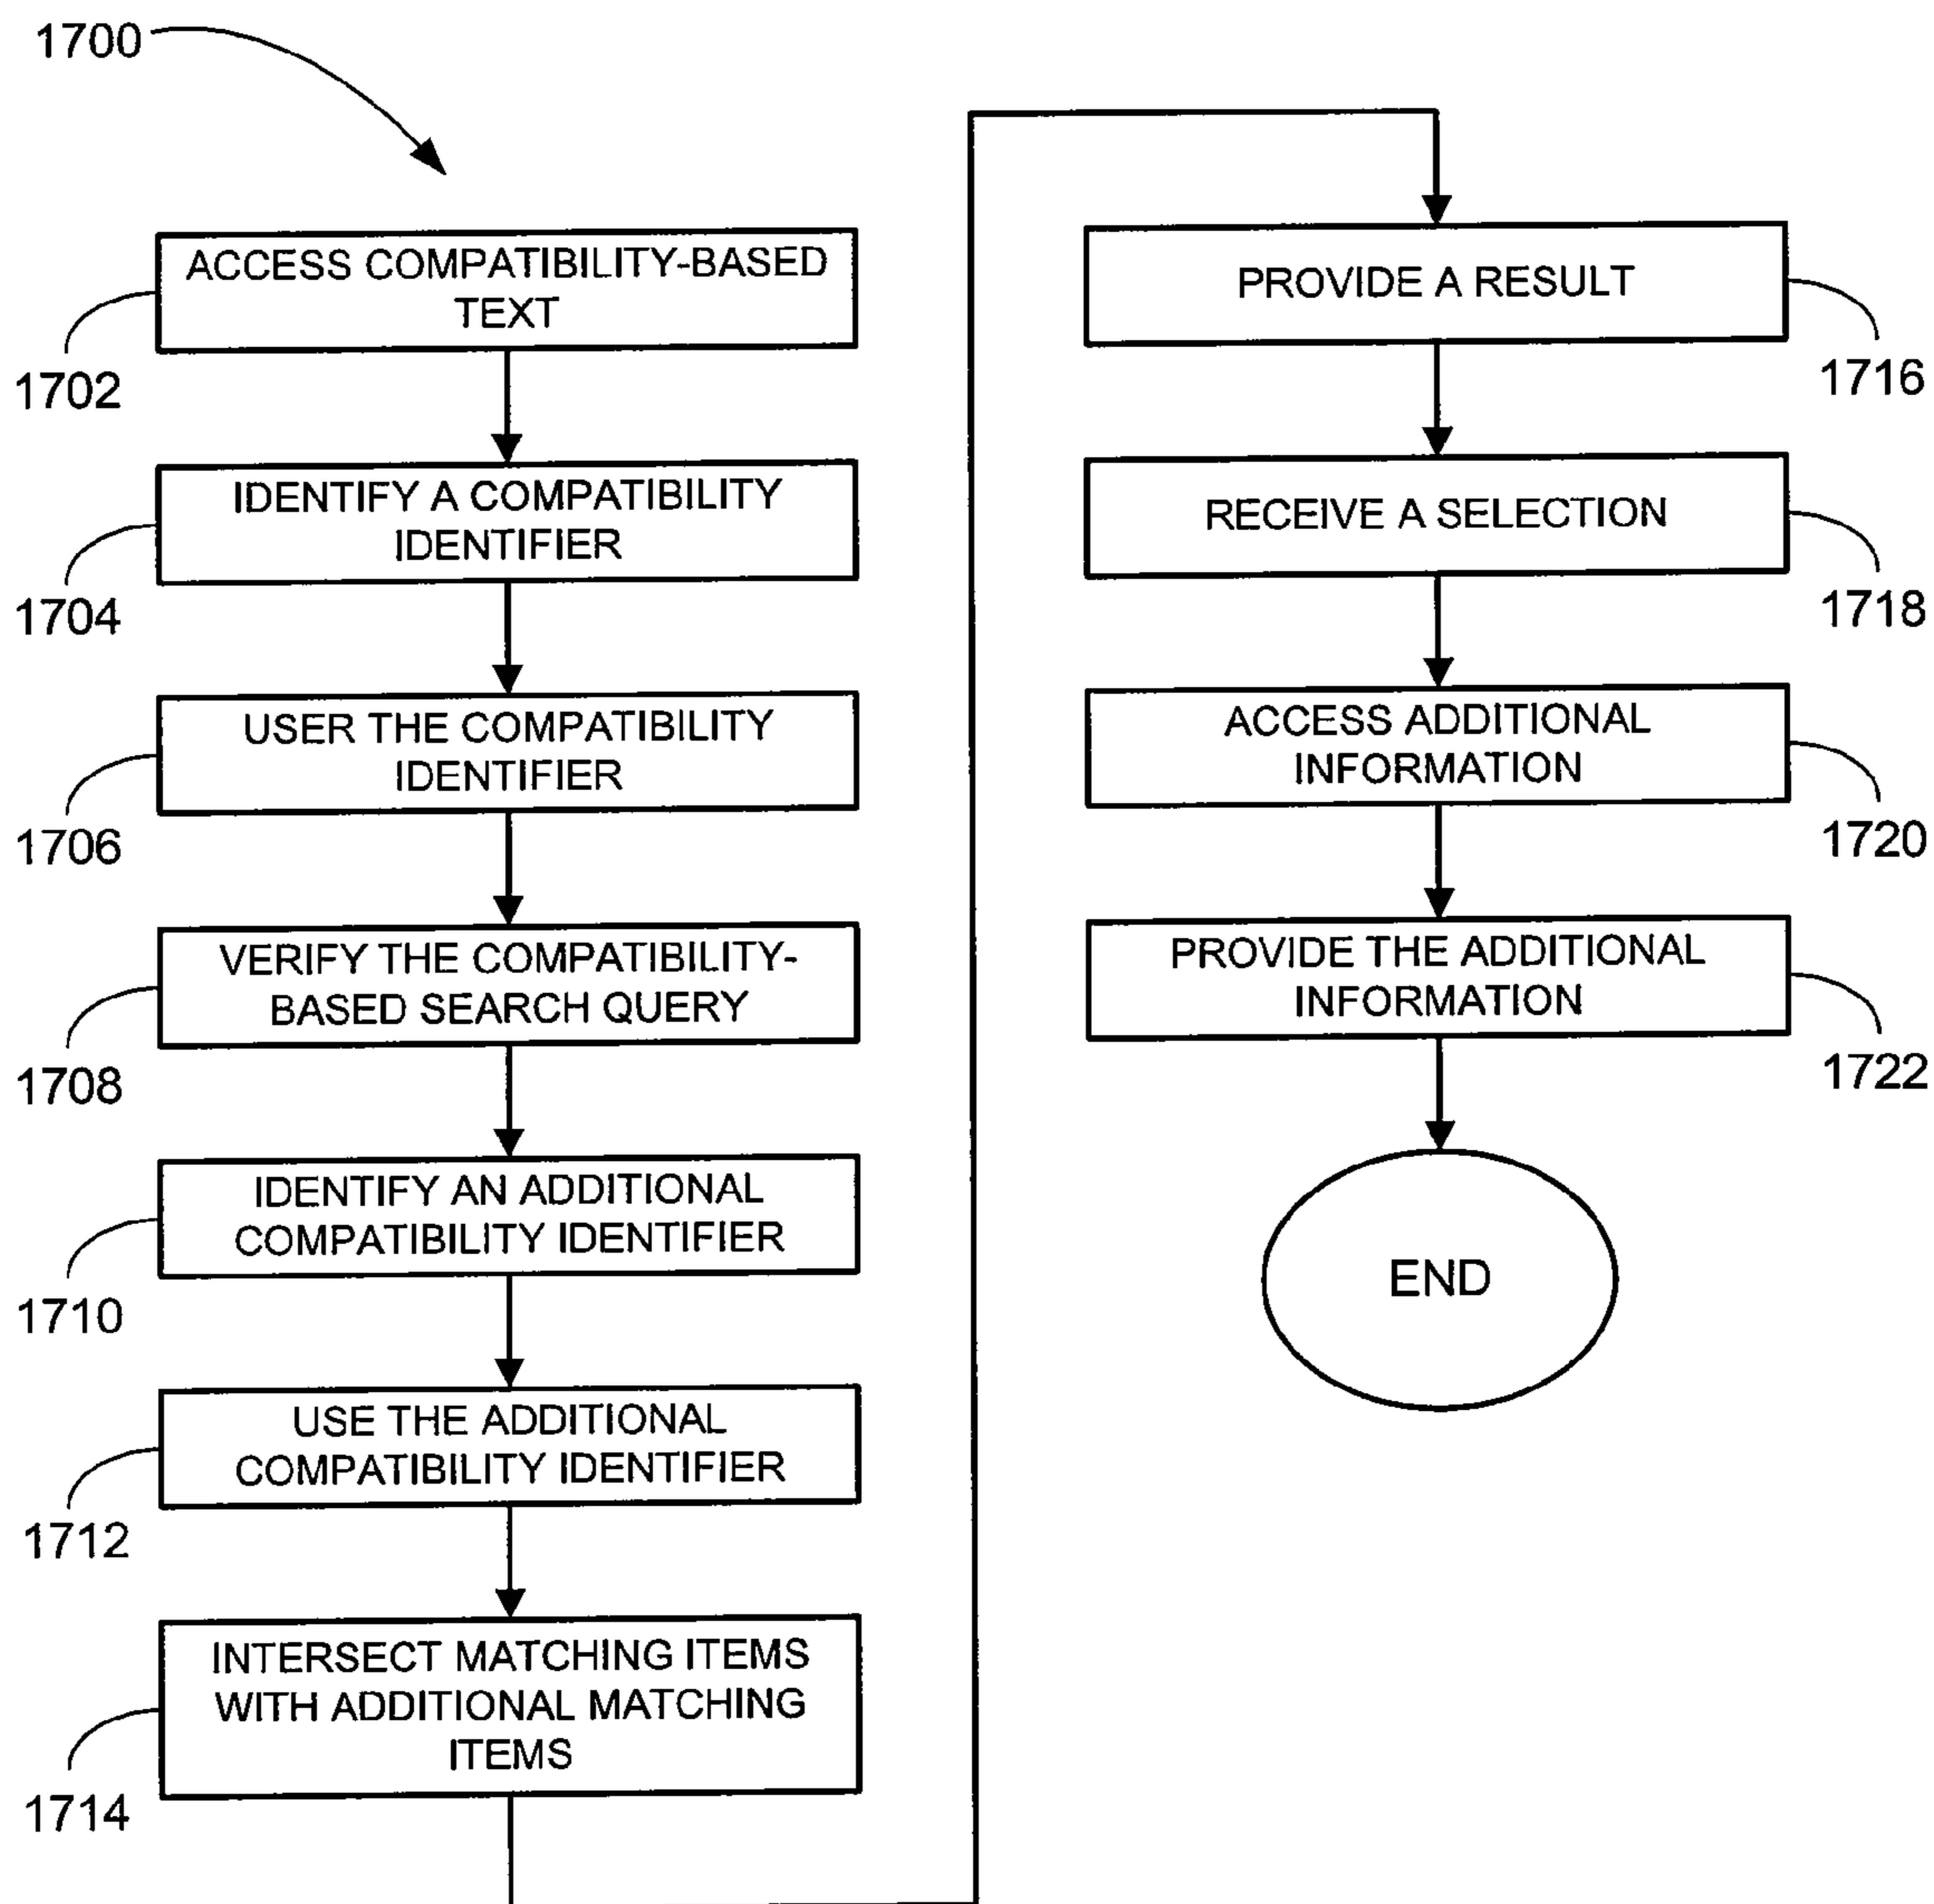 1700
ACCESS COMPATIBILITY-BASED
TEXT
1702
IDENTIFY A COMPATIBILITY
IDENTIFIER
1704
USER THE COMPATIBILITY
IDENTIFIER
1706
VERIFY THE COMPATIBILITY-
BASED SEARCH QUERY
1708
IDENTIFY AN ADDITIONAL
COMPATIBILITY IDENTIFIER
1710
USE THE ADDITIONAL
COMPATIBILITY IDENTIFIER
1712
INTERSECT MATCHING ITEMS
WITH ADDITIONAL MATCHING
ITEMS
1714
PROVIDE A RESULT
1716
RECEIVE A SELECTION
1718
ACCESS ADDITIONAL
INFORMATION
1720
PROVIDE THE ADDITIONAL
INFORMATION
1722
END